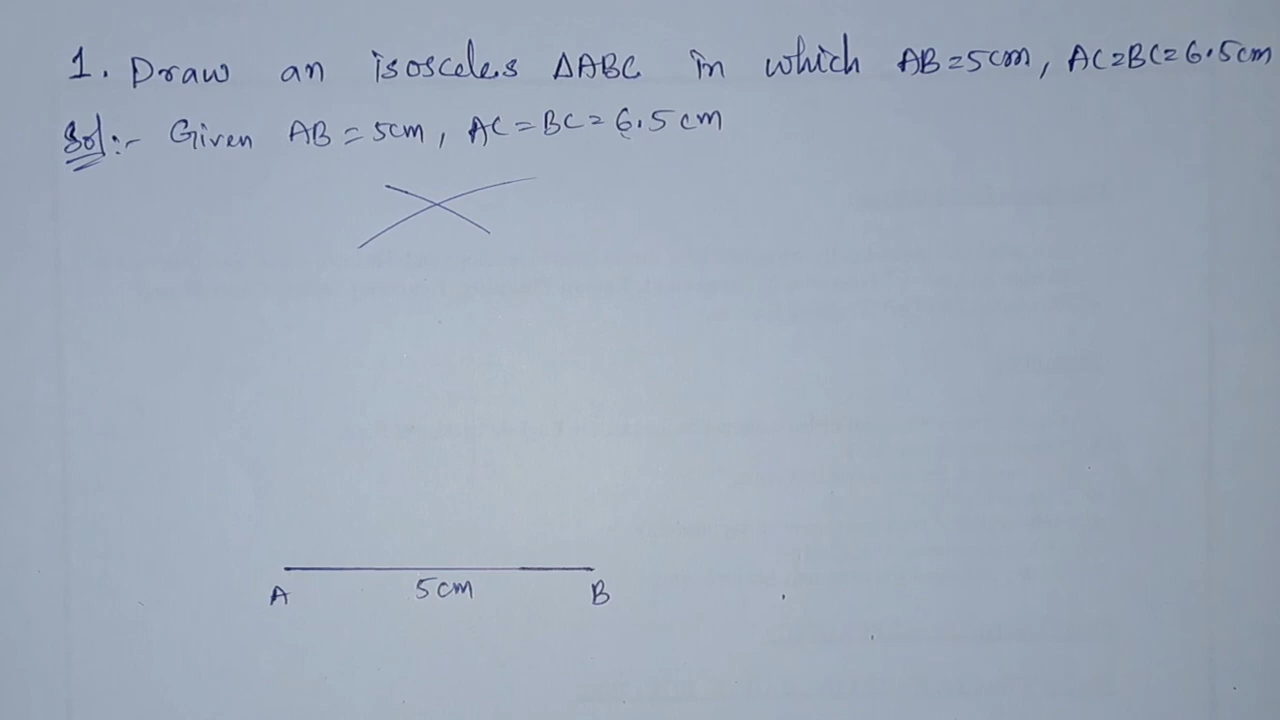 1. Draw an isosceles ΔABC in which AB=5cm, AC=BC=6.5cm
Sol:- Given AB=5cm, AC=BC=6.5cm
A 5cm B